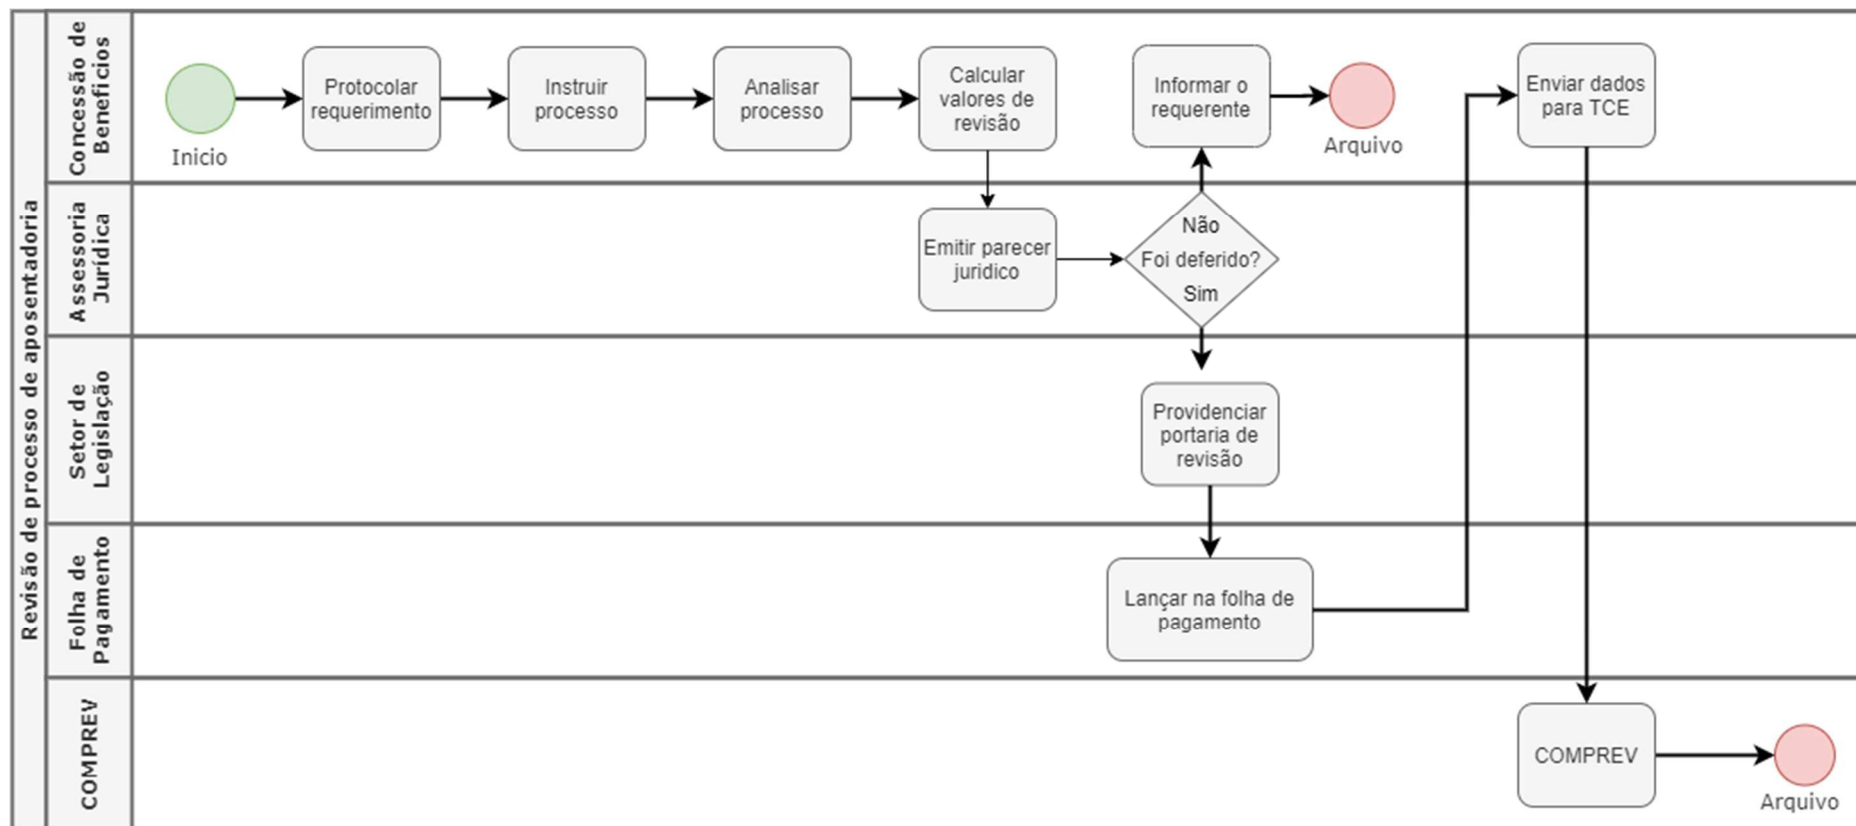 Revisão de processo de aposentadoria
Concessão de
Beneficios
Inicio
Protocolar
requerimento
Instruir
processo
Analisar
processo
Calcular
valores de
revisão
Informar o
requerente
Arquivo
Enviar dados
para TCE
Assessoria
Jurídica
Emitir parecer
juridico
Não
Foi deferido?
Sim
Setor de
Legislação
Providenciar
portaria de
revisão
Folha de
Pagamento
Lançar na folha de
pagamento
COMPREV
COMPREV
Arquivo